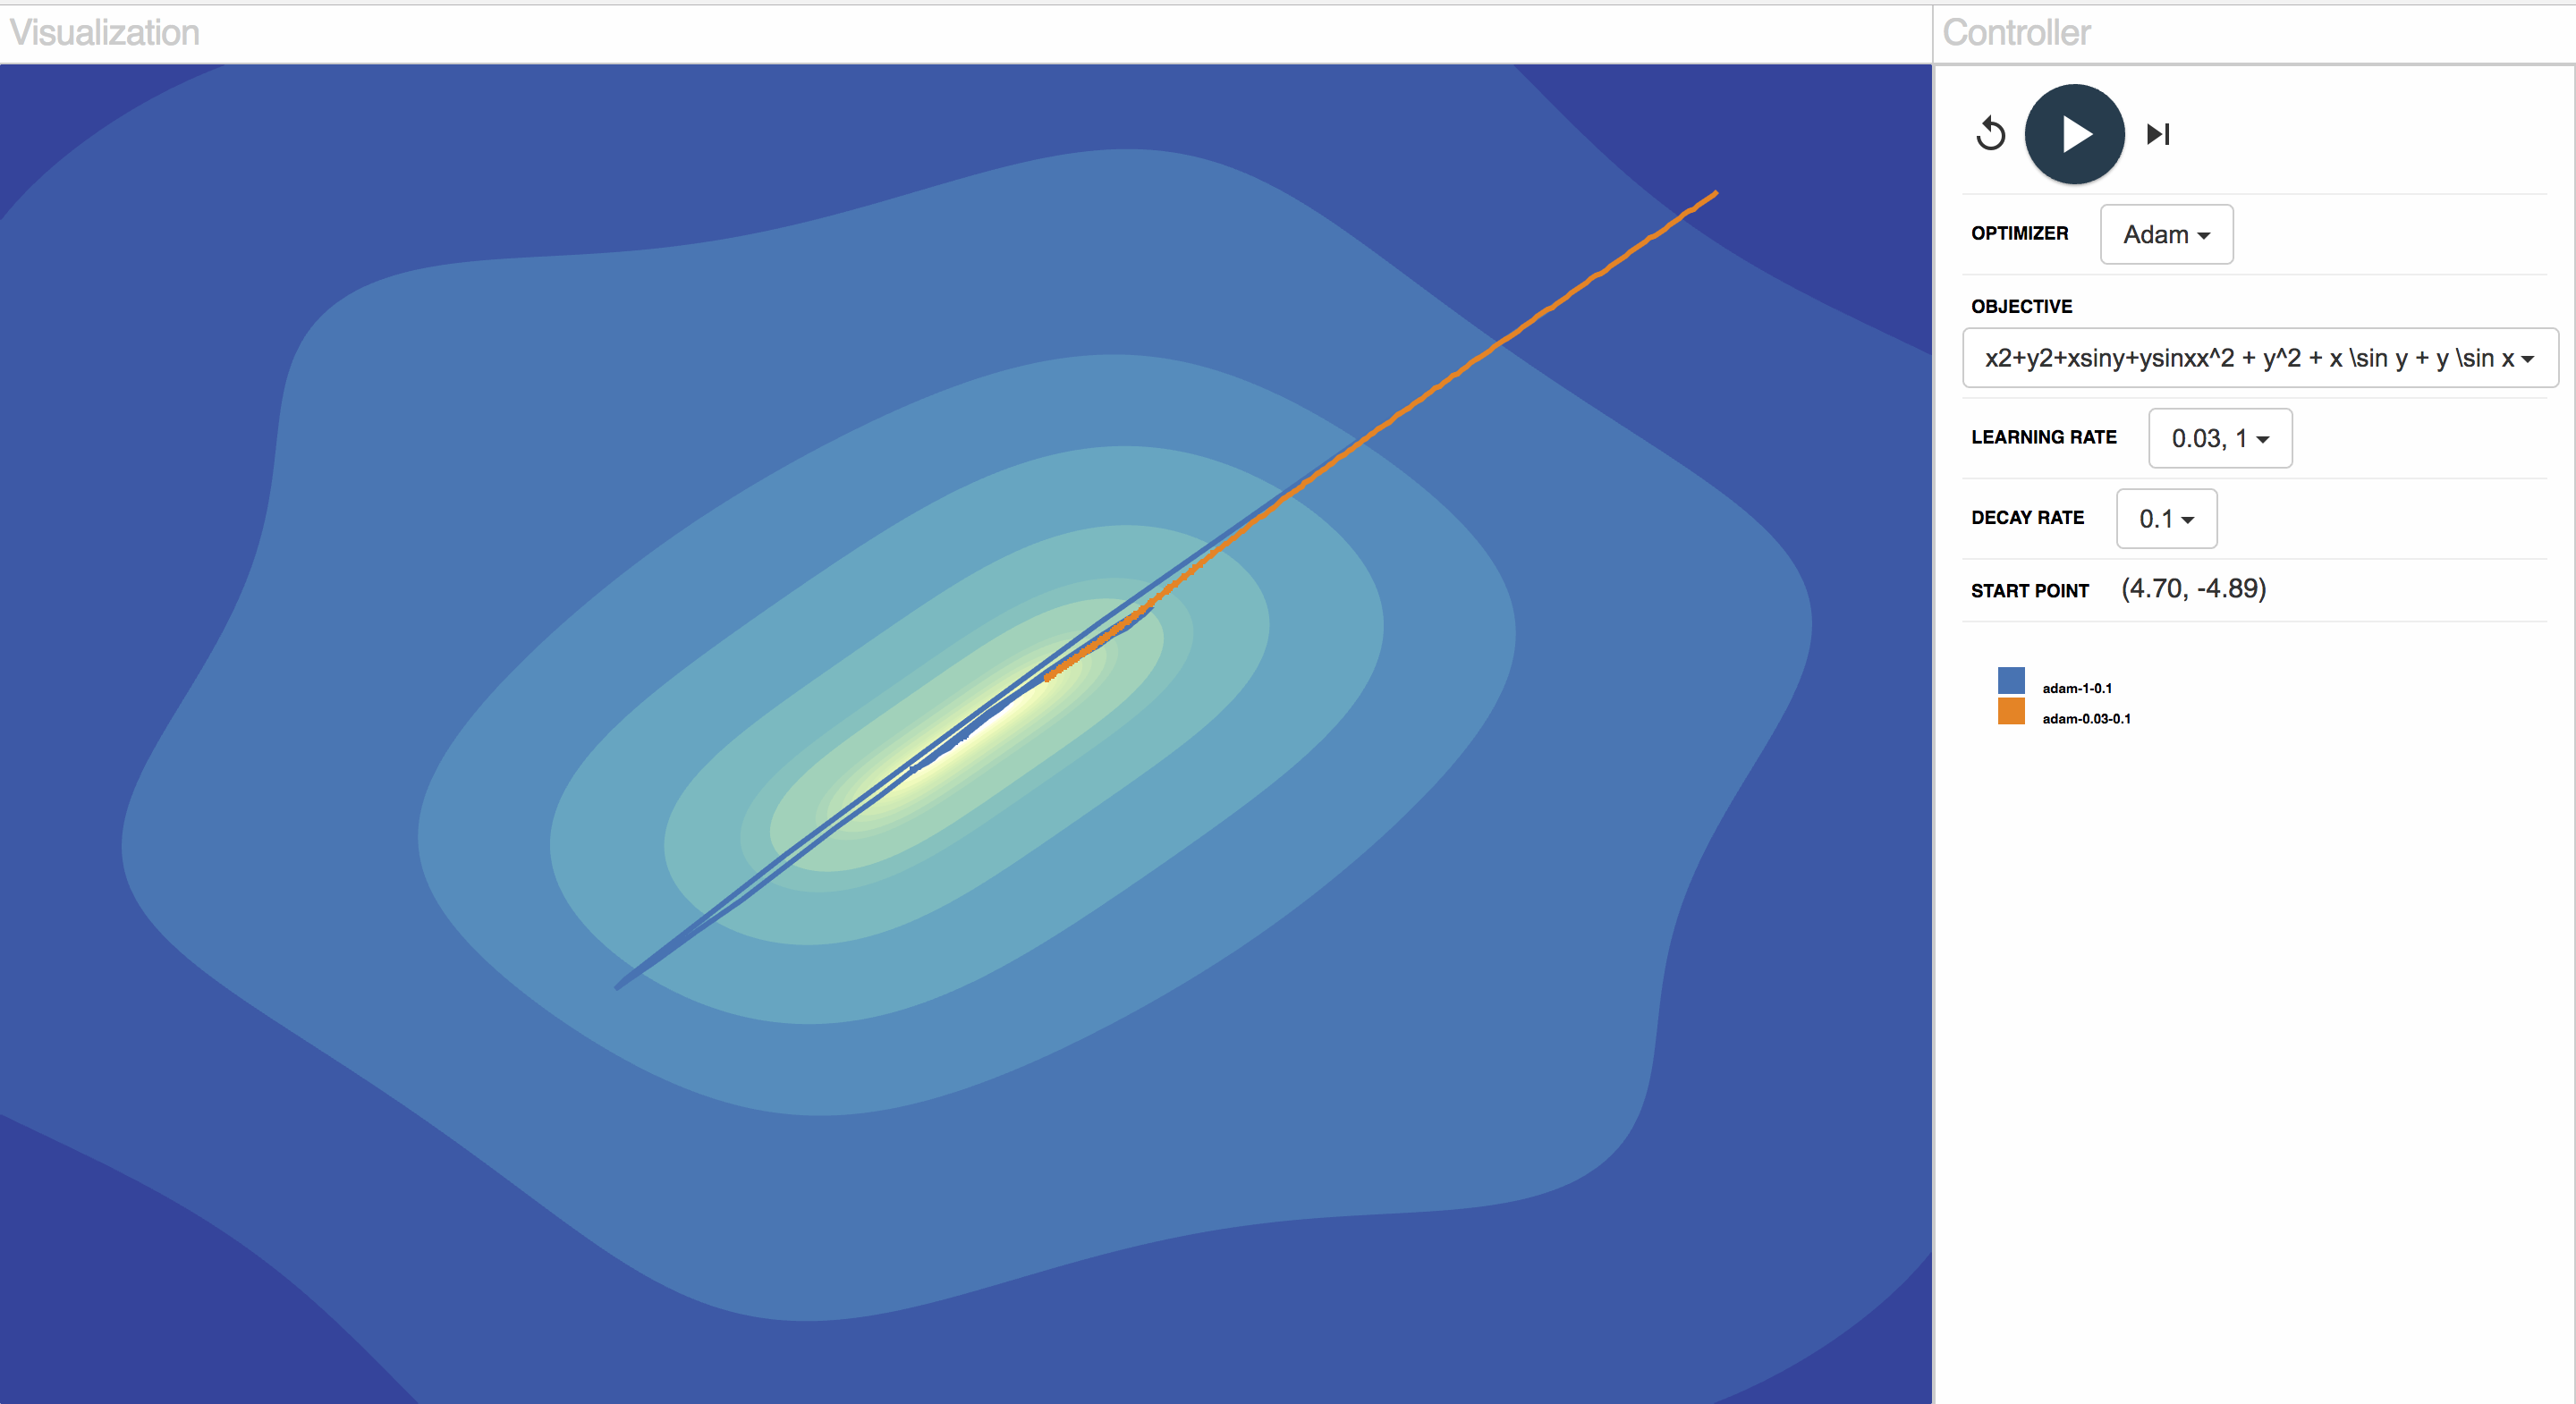 Visualization
Controller
OPTIMIZER Adam
OBJECTIVE
x2+y2+xsiny+ysinxx^2 + y^2 + x \sin y + y \sin x
LEARNING RATE 0.03, 1
DECAY RATE 0.1
START POINT (4.70, -4.89)
adam-1-0.1
adam-0.03-0.1